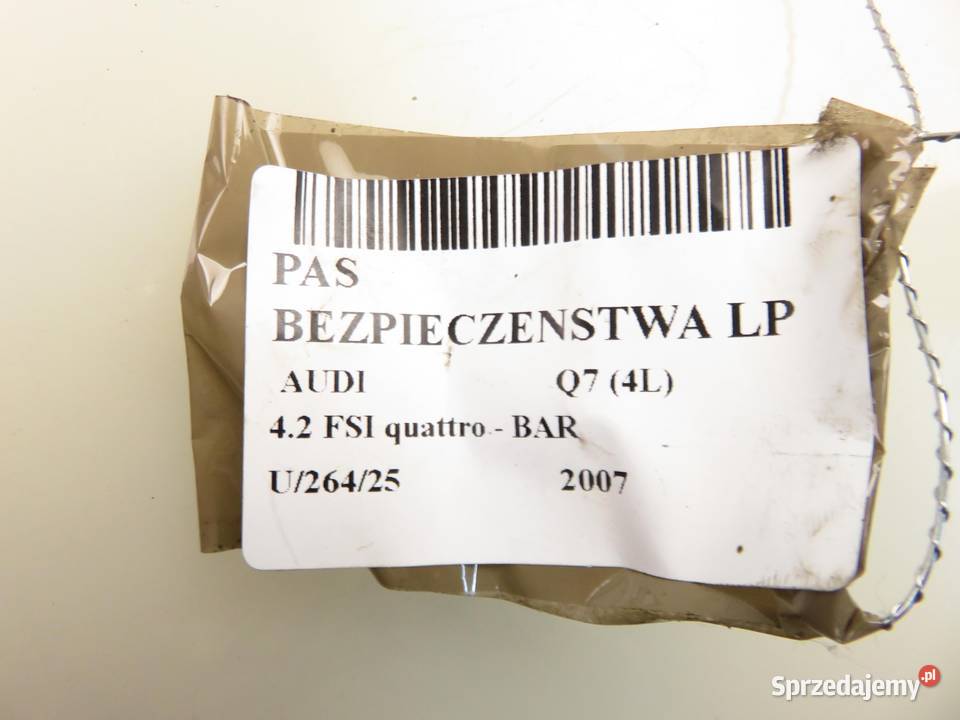 PAS
BEZPIECZENSTWA LP
AUDI Q7 (4L)
4.2 FSI quattro - BAR
U/264/25 2007
Sprzedajemy.pl